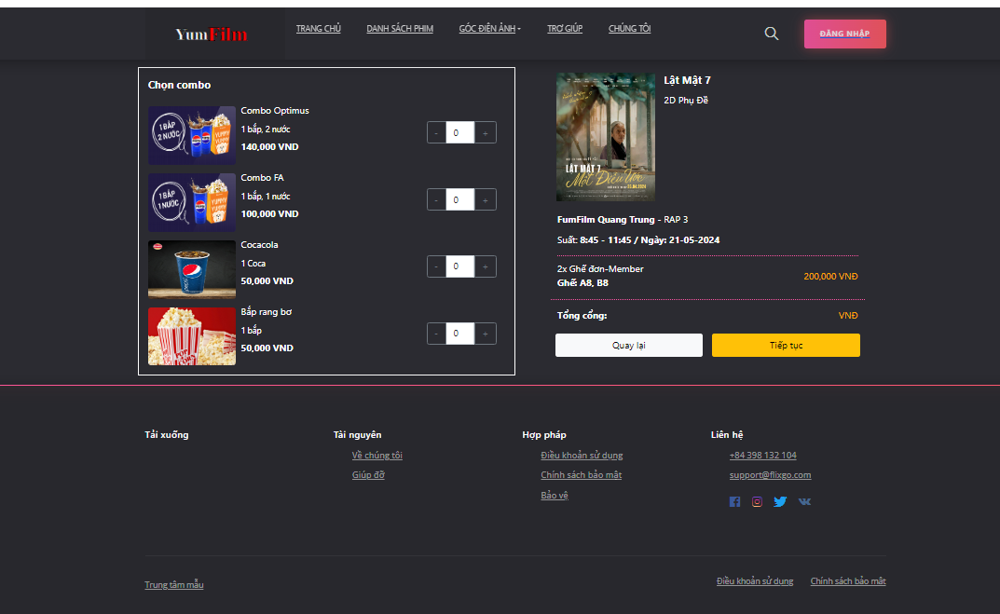 YumFilm
TRANG CHỦ
DANH SÁCH PHIM
GÓC ĐIỆN ẢNH
TRỢ GIÚP
CHÚNG TÔI
ĐĂNG NHẬP
Chọn combo
1 BẮP
2 NƯỚC
Combo Optimus
1 bắp, 2 nước
140,000 VND
- 0 +
1 BẮP
1 NƯỚC
Combo FA
1 bắp, 1 nước
100,000 VND
- 0 +
Cocacola
1 Coca
50,000 VND
- 0 +
Bắp rang bơ
1 bắp
50,000 VND
- 0 +
LẬT MẶT 7
Một Điều Ước
Lật Mặt 7
2D Phụ Đề
FumFilm Quang Trung - RAP 3
Suất: 8:45 - 11:45 / Ngày: 21-05-2024
2x Ghế đơn-Member
Ghế: A8, B8
200,000 VNĐ
Tổng cổng:
VNĐ
Quay lại
Tiếp tục
Tải xuống
Tài nguyên
Về chúng tôi
Giúp đỡ
Hợp pháp
Điều khoản sử dụng
Chính sách bảo mật
Bảo vệ
Liên hệ
+84 398 132 104
support@flixgo.com
Trung tâm mẫu
Điều khoản sử dụng
Chính sách bảo mật